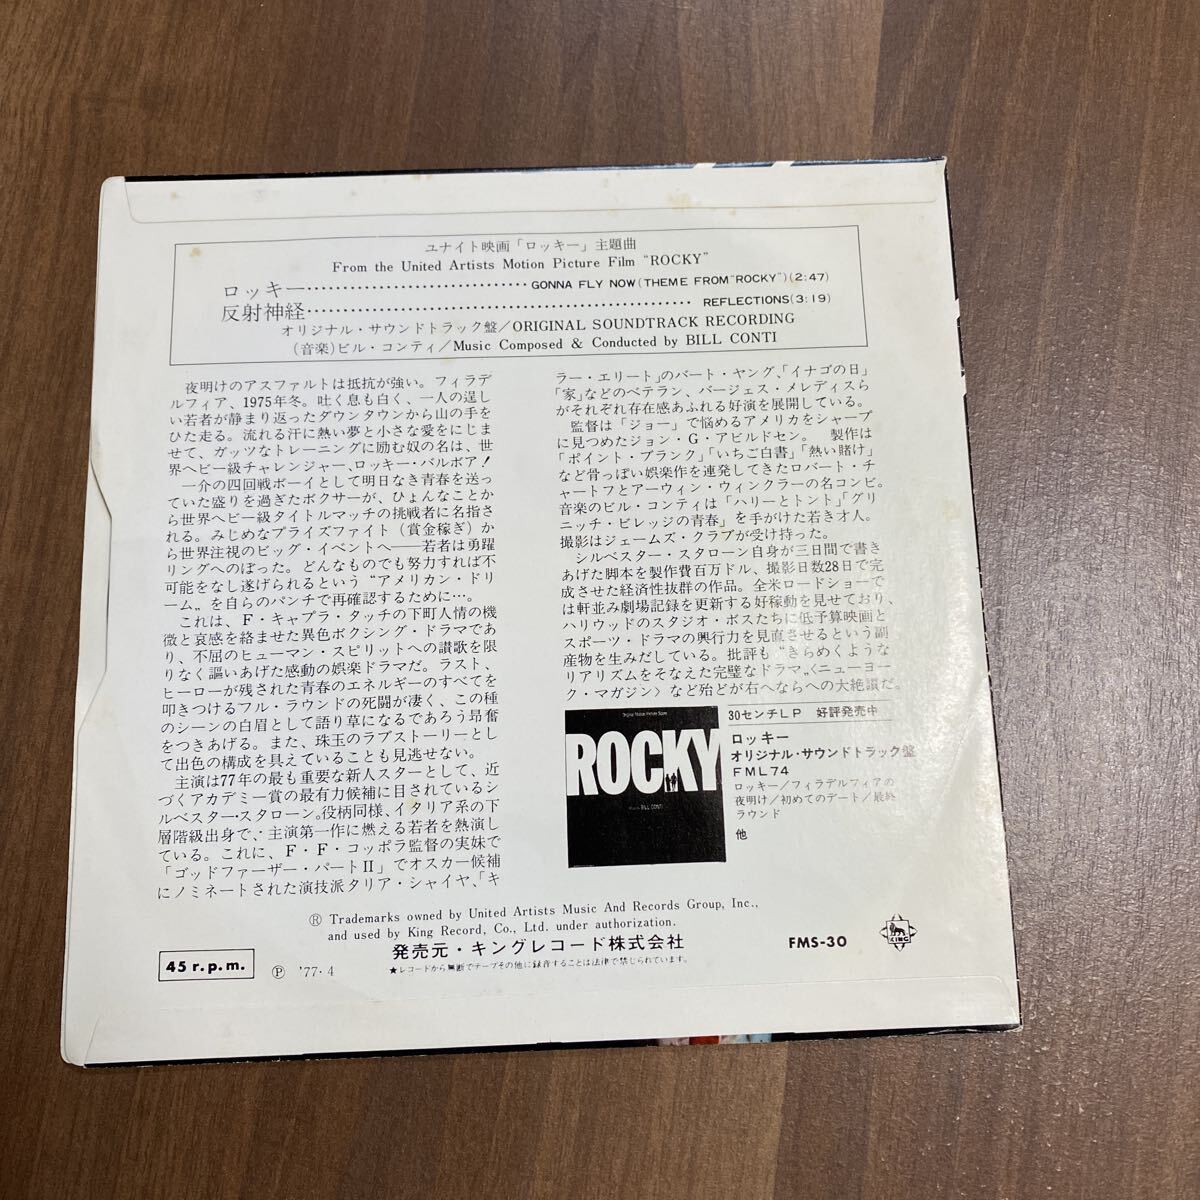 ユナイト映画「ロッキー」主題曲
From the United Artists Motion Picture Film "ROCKY"
ロッキー……………………………GONNA FLY NOW (THEME FROM "ROCKY") (2:47)
反射神経…………………………………………………REFLECTIONS (3:19)
オリジナル・サウンドトラック盤／ORIGINAL SOUNDTRACK RECORDING
(音楽)ビル・コンティ／Music Composed & Conducted by BILL CONTI
夜明けのアスファルトは抵抗が強い。フィラデ
ルフィア、1975年冬。吐く息も白く、一人の逞し
い若者が静まり返ったダウンタウンから山の手を
ひた走る。流れる汗に熱い夢と小さな愛をにじま
せて、ガッツなトレーニングに励む奴の名は、世
界ヘビー級チャレンジャー、ロッキー・バルボア！
一介の四回戦ボーイとして明日なき青春を送っ
ていた盛りを過ぎたボクサーが、ひょんなことか
ら世界ヘビー級タイトルマッチの挑戦者に名指さ
れる。みじめなプライズファイト（賞金稼ぎ）か
ら世界注視のビッグ・イベントへ――若者は勇躍
リングへのぼった。どんなものでも努力すれば不
可能をなし遂げられるという“アメリカン・ドリ
ーム„を自らのパンチで再確認するために…。
これは、F・キャプラ・タッチの下町人情の機
微と哀感を絡ませた異色ボクシング・ドラマであ
り、不屈のヒューマン・スピリットへの讃歌を限
りなく謳いあげた感動の娯楽ドラマだ。ラスト、
ヒーローが残された青春のエネルギーのすべてを
叩きつけるフル・ラウンドの死闘が凄く、この種
のシーンの白眉として語り草になるであろう昂奮
をつきあげる。また、珠玉のラブストーリーとし
て出色の構成を具えていることも見逃せない。
主演は77年の最も重要な新人スターとして、近
づくアカデミー賞の最有力候補に目されているシ
ルベスター・スタローン。役柄同様、イタリア系の下
層階級出身で、主演第一作に燃える若者を熱演し
ている。これに、F・F・コッポラ監督の実妹で
「ゴッドファーザー・パートII」でオスカー候補
にノミネートされた演技派タリア・シャイヤ、「キ
ラー・エリート」のバート・ヤング、「イナゴの日」
「家」などのベテラン、バージェス・メレディスら
がそれぞれ存在感あふれる好演を展開している。
監督は「ジョー」で悩めるアメリカをシャープ
に見つめたジョン・G・アビルドセン。製作は
「ポイント・ブランク」「いちご白書」「熱い賭け」
など骨っぽい娯楽作を連発してきたロバート・チ
ャートフとアーウィン・ウィンクラーの名コンビ。
音楽のビル・コンティは「ハリーとトント」「グリ
ニッチ・ビレッジの青春」を手がけた若き才人。
撮影はジェームズ・クラブが受け持った。
シルベスター・スタローン自身が三日間で書き
あげた脚本を製作費百万ドル、撮影日数28日で完
成させた経済性抜群の作品。全米ロードショーで
は軒並み劇場記録を更新する好稼動を見せており、
ハリウッドのスタジオ・ボスたちに低予算映画と
スポーツ・ドラマの興行力を見直させるという副
産物を生みだしている。批評も“きらめくような
リアリズムをそなえた完璧なドラマ„〈ニューヨー
ク・マガジン〉など殆どが右へならへの大絶讃だ。
Original Motion Picture Score
ROCKY
Music by BILL CONTI
30センチLP 好評発売中
ロッキー
オリジナル・サウンドトラック盤
FML74
ロッキー／フィラデルフィアの
夜明け／初めてのデート／最終
ラウンド
他
Ⓡ Trademarks owned by United Artists Music And Records Group, Inc.,
and used by King Record, Co., Ltd. under authorization.
発売元・キングレコード株式会社
★レコードから無断でテープその他に録音することは法律で禁じられています。
45 r.p.m.
Ⓟ '77・4
FMS-30
KING